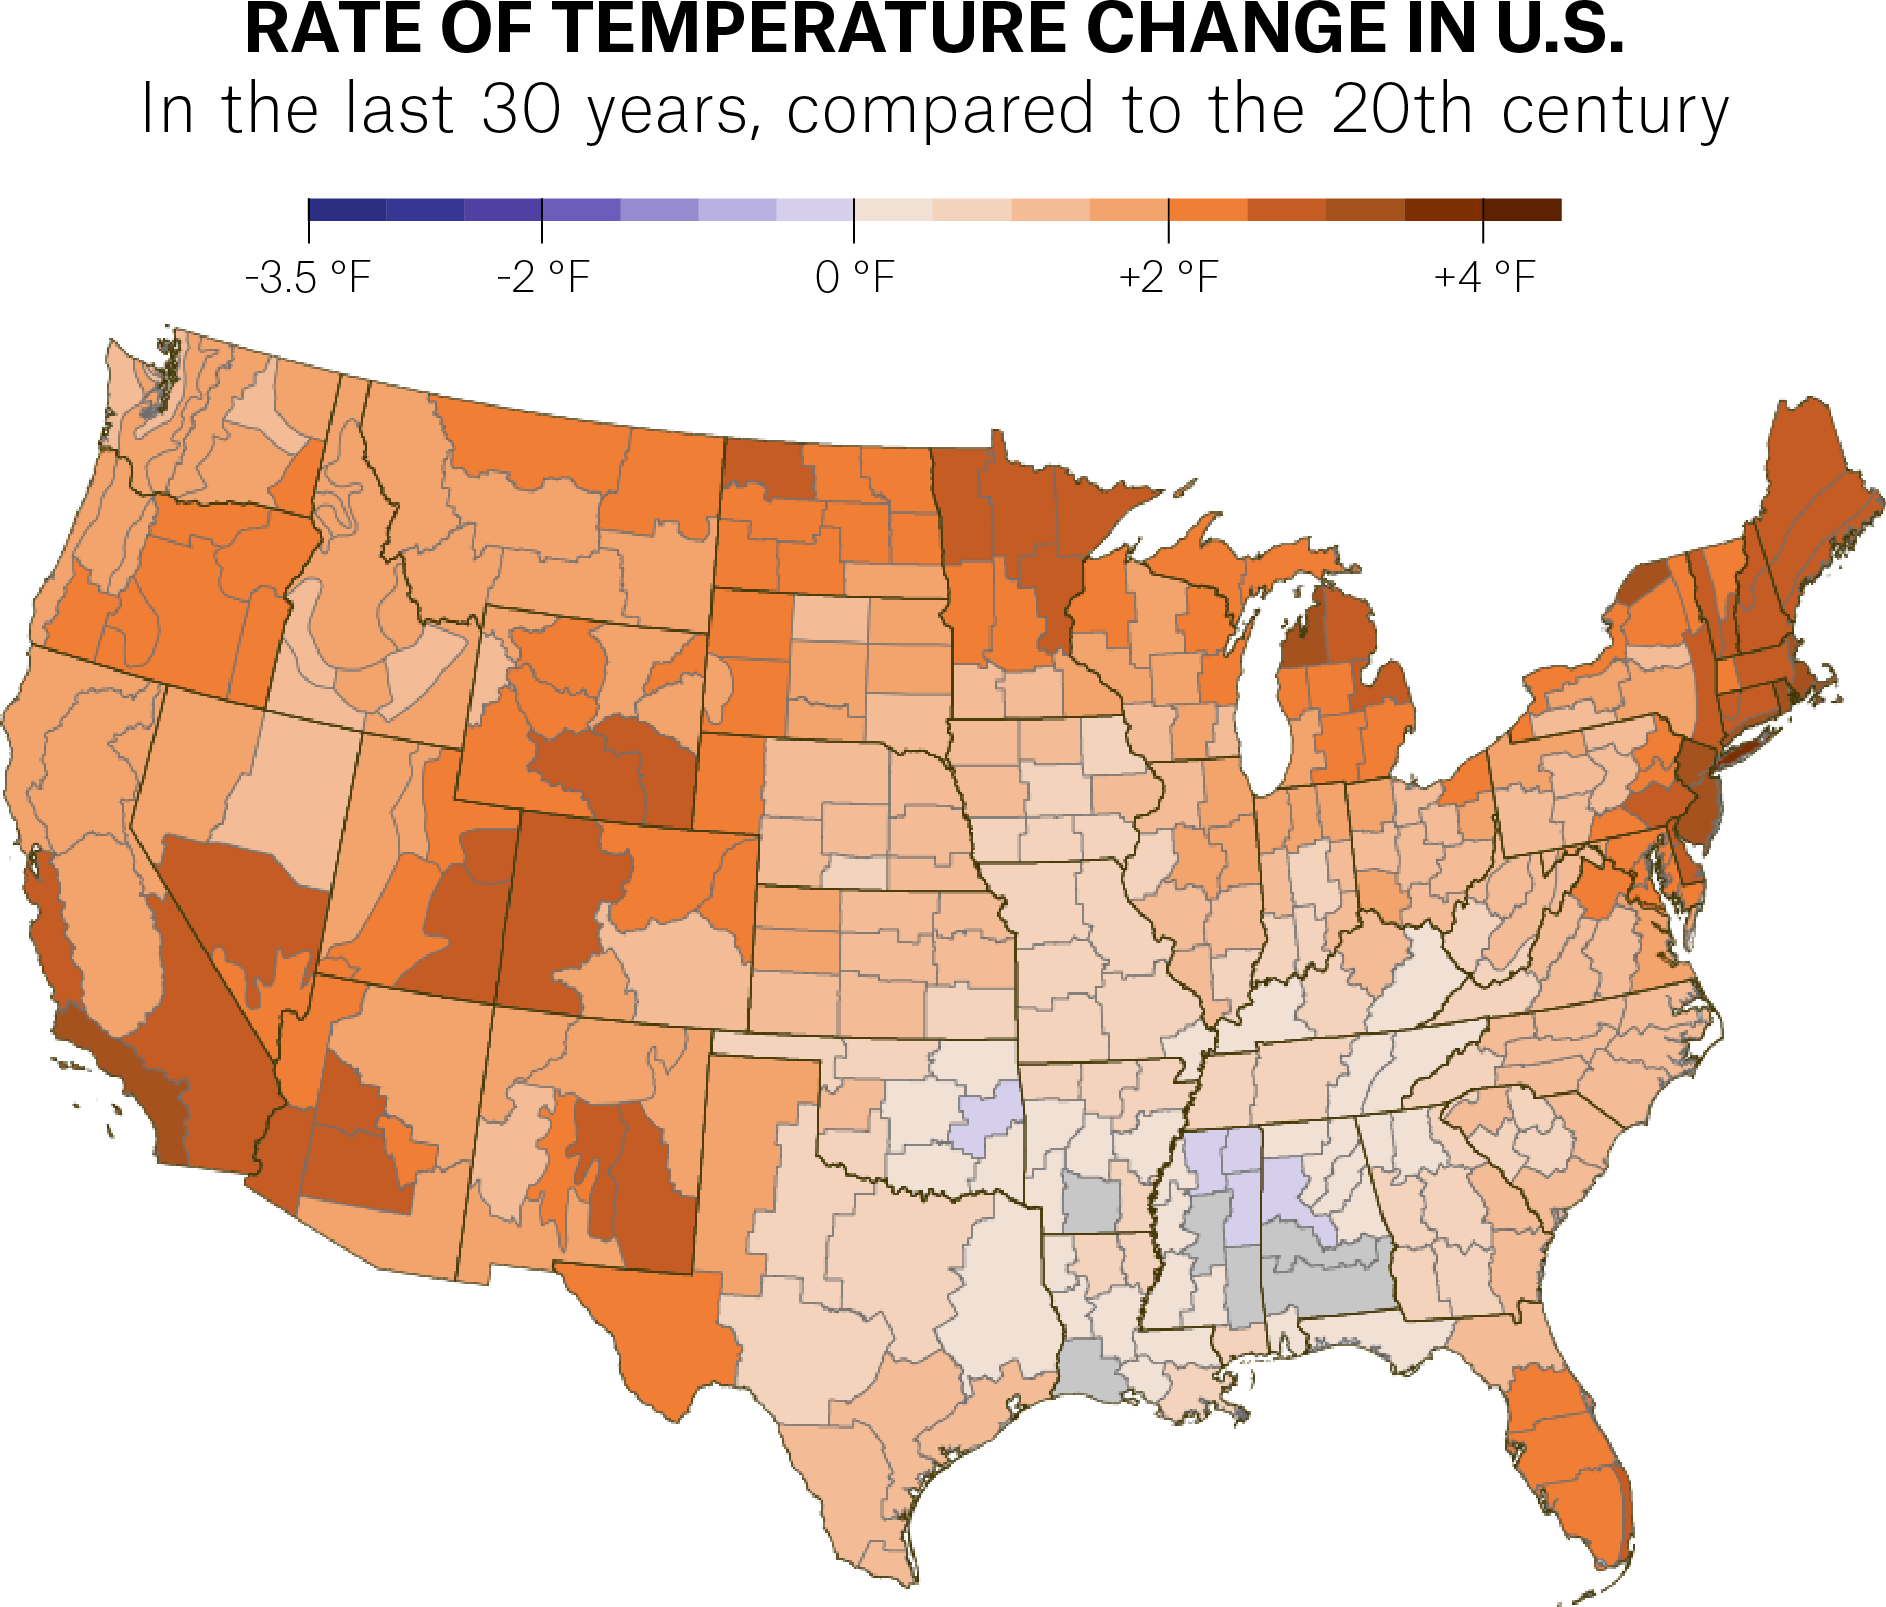 RATE OF TEMPERATURE CHANGE IN U.S.
In the last 30 years, compared to the 20th century
-3.5 °F -2 °F 0 °F +2 °F +4 °F